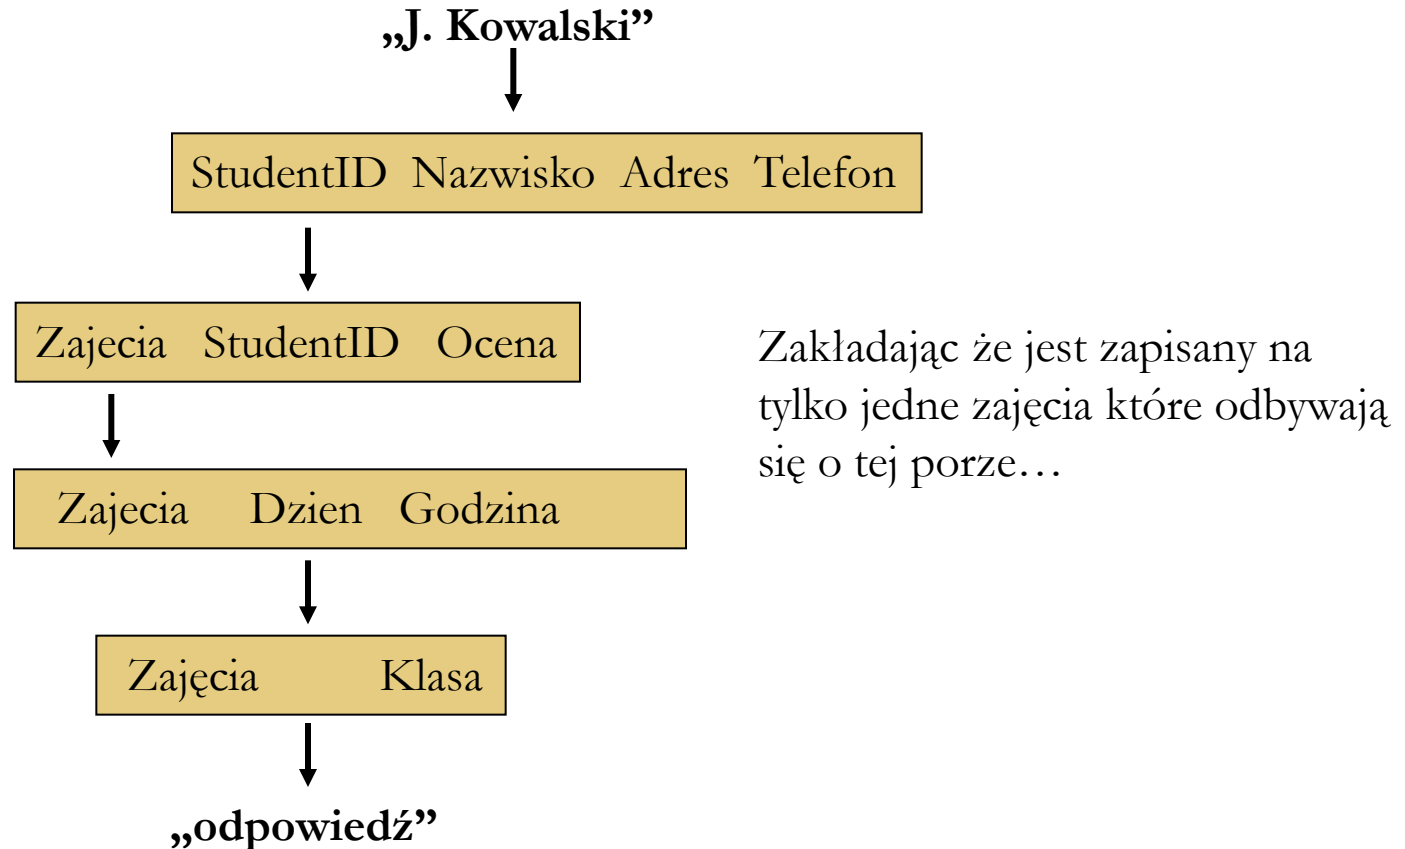 „J. Kowalski”
StudentID Nazwisko Adres Telefon
Zajecia StudentID Ocena
Zajecia Dzien Godzina
Zajęcia Klasa
„odpowiedź”
Zakładając że jest zapisany na
tylko jedne zajęcia które odbywają
się o tej porze…